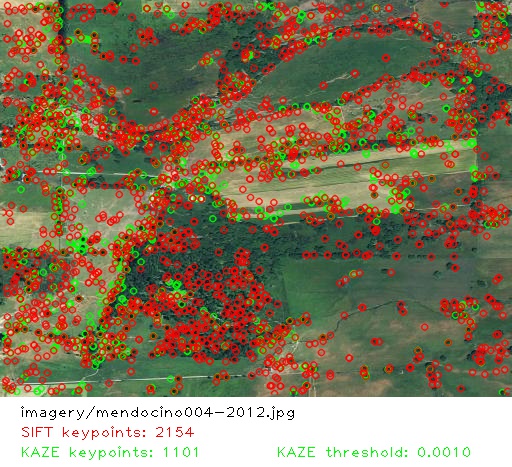 imagery/mendocino004-2012.jpg
SIFT keypoints: 2154
KAZE keypoints: 1101 KAZE threshold: 0.0010